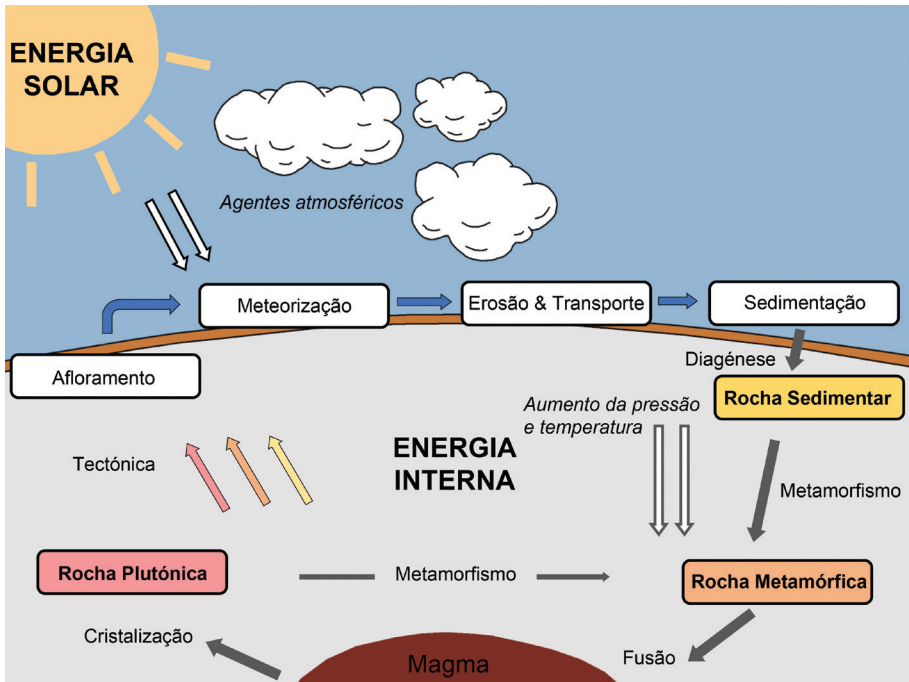 ENERGIA
SOLAR
Agentes atmosféricos
Meteorização
Erosão & Transporte
Sedimentação
Afloramento
Diagénese
Rocha Sedimentar
Aumento da pressão
e temperatura
ENERGIA
INTERNA
Tectónica
Metamorfismo
Rocha Plutónica
Metamorfismo
Rocha Metamórfica
Cristalização
Magma
Fusão